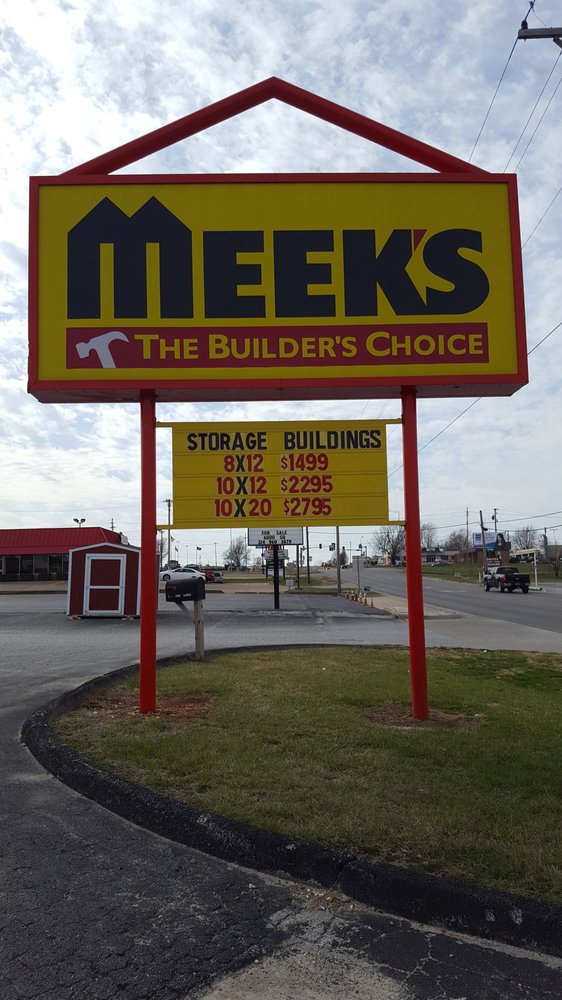 MEEK'S
THE BUILDER'S CHOICE
STORAGE BUILDINGS
8X12 $1499
10X12 $2295
10X20 $2795
FOR SALE